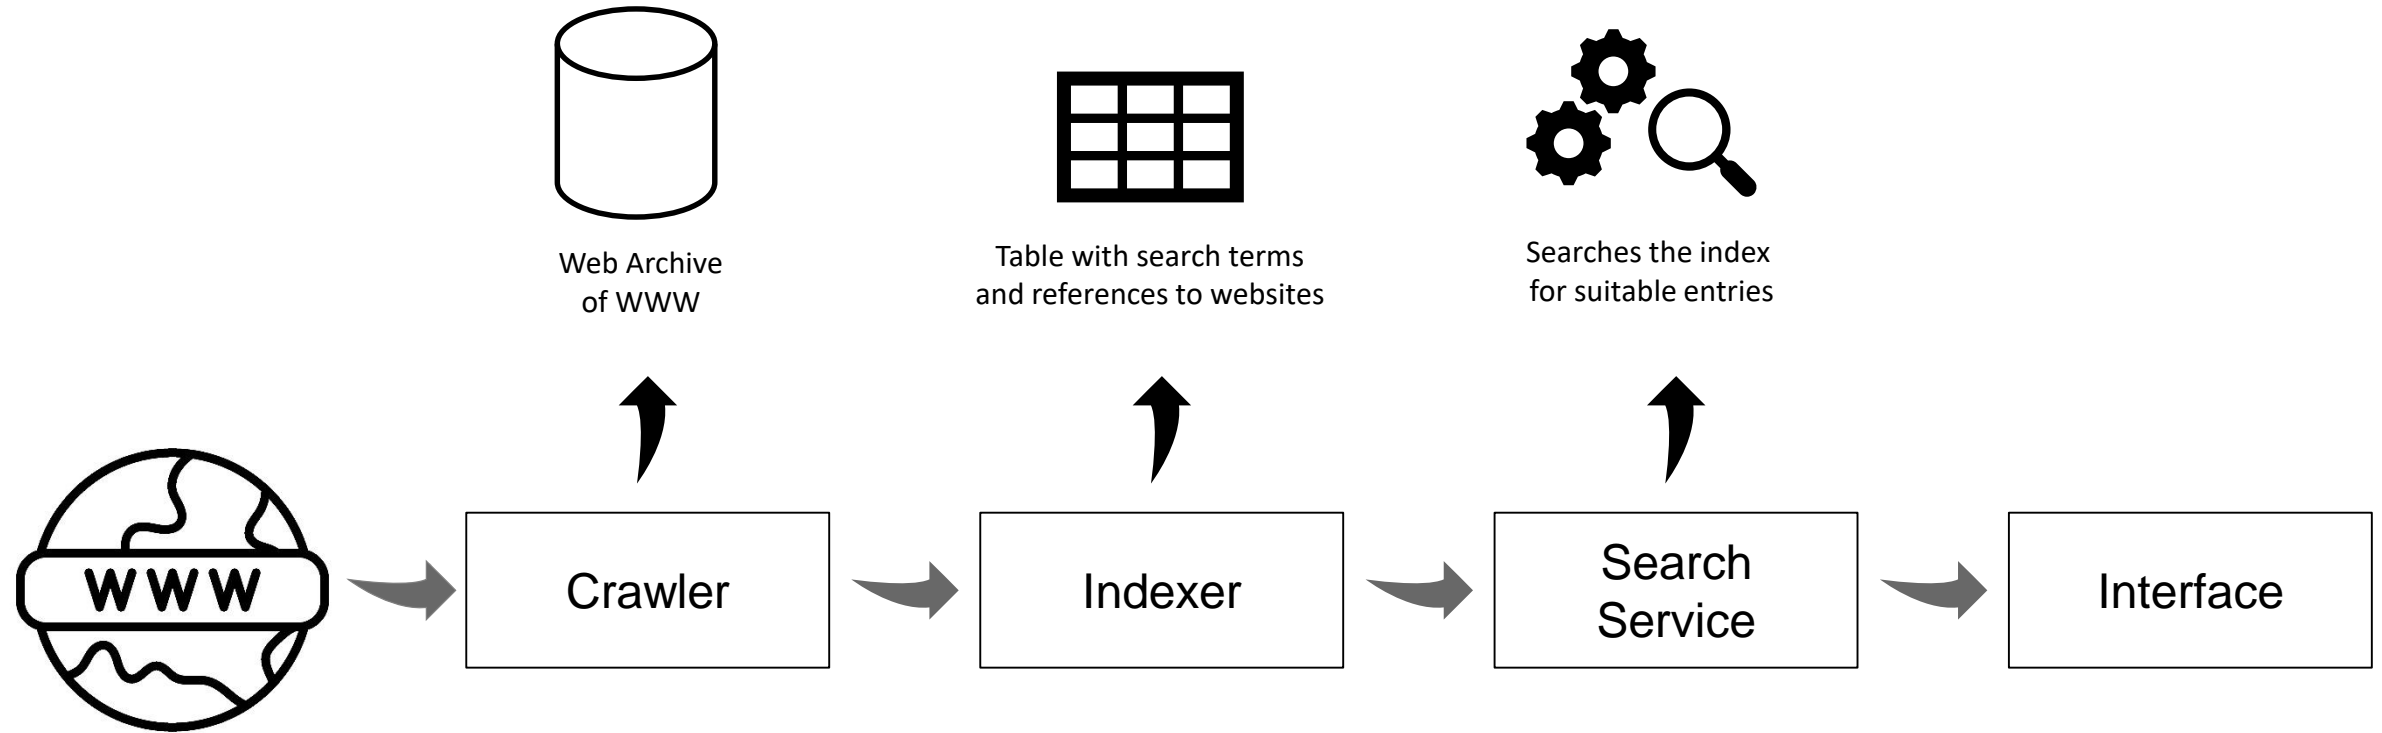 Web Archive
of WWW
Table with search terms
and references to websites
Searches the index
for suitable entries
WWW
Crawler
Indexer
Search
Service
Interface